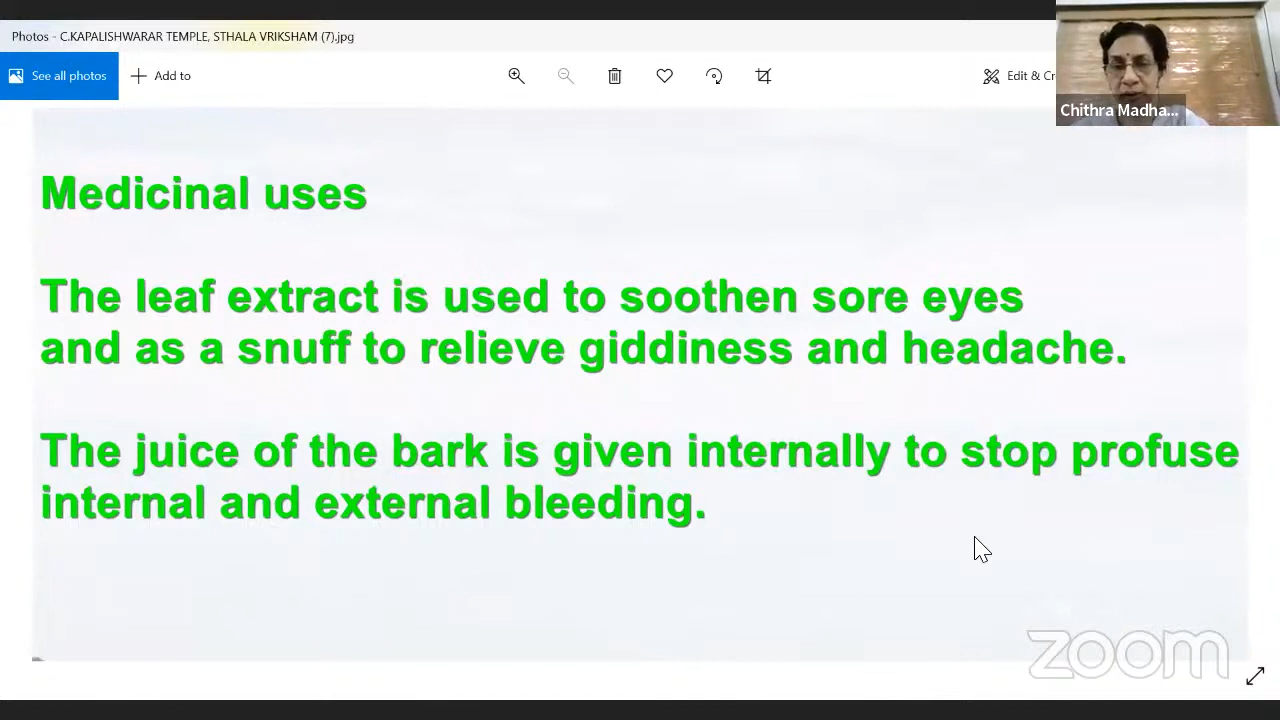 Photos - C.KAPALISHWARAR TEMPLE, STHALA VRIKSHAM (7).jpg
See all photos
Add to
Edit & Cr
Chithra Madha...
Medicinal uses
The leaf extract is used to soothen sore eyes
and as a snuff to relieve giddiness and headache.
The juice of the bark is given internally to stop profuse
internal and external bleeding.
zoom